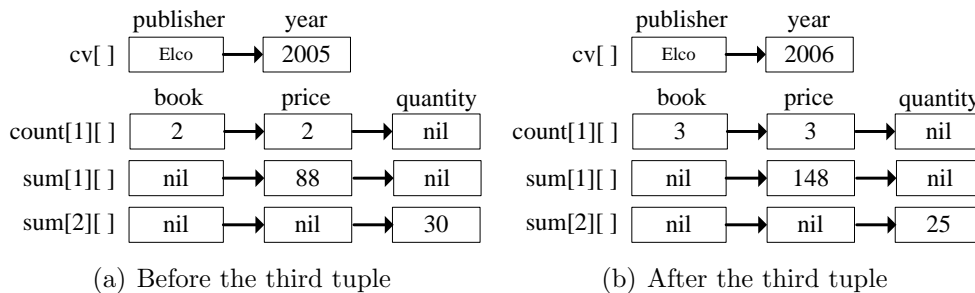 publisher year
cv[ ] Elco 2005
book price quantity
count[1][ ] 2 2 nil
sum[1][ ] nil 88 nil
sum[2][ ] nil nil 30
(a) Before the third tuple
publisher year
cv[ ] Elco 2006
book price quantity
count[1][ ] 3 3 nil
sum[1][ ] nil 148 nil
sum[2][ ] nil nil 25
(b) After the third tuple